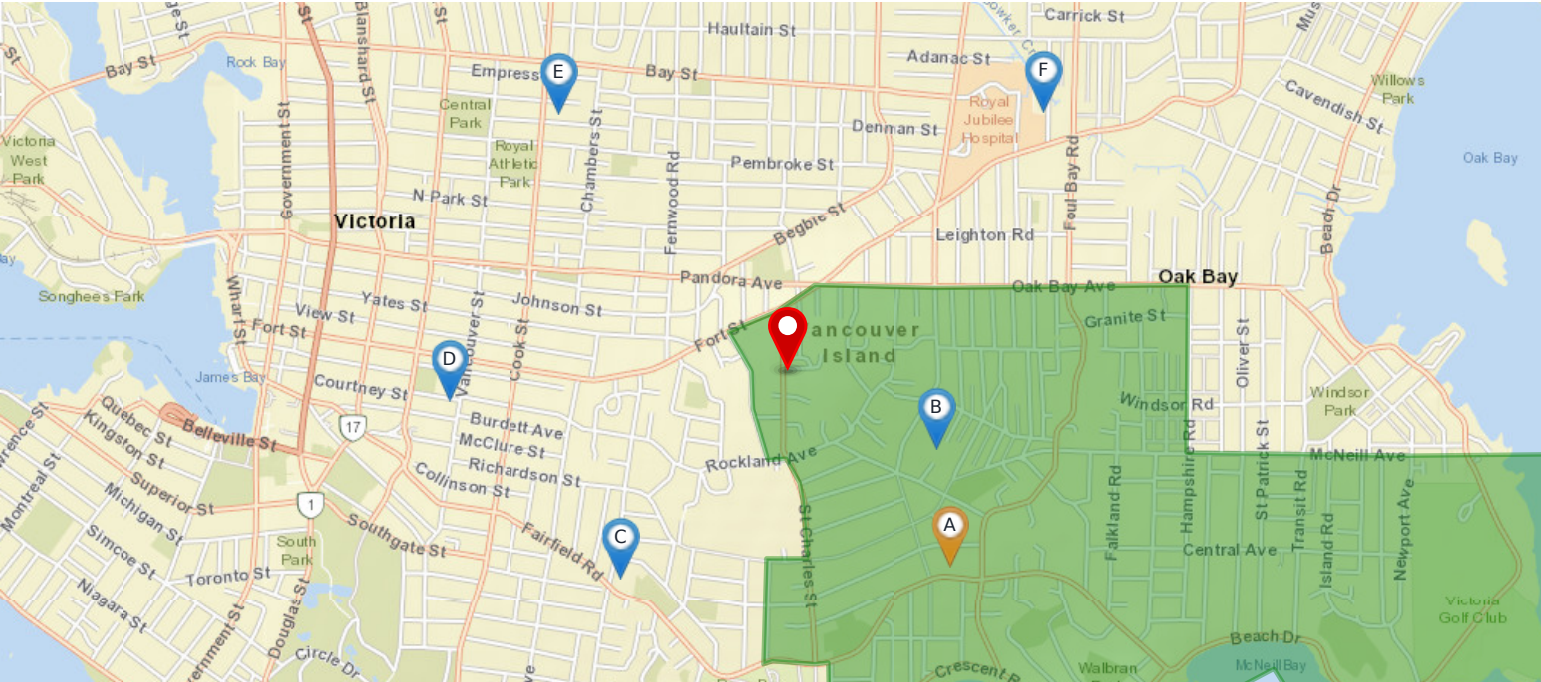 Haultain St
Carrick St
Bay St
Rock Bay
Blanshard St
Empress
E
Bay St
Adanac St
F
Willows
Park
Cavendish St
Central
Park
Royal
Jubilee
Hospital
Denman St
Victoria
West
Park
Government St
Royal
Athletic
Park
Chambers St
Fernwood Rd
Pembroke St
Foul Bay Rd
Oak Bay
N Park St
Victoria
Begbie St
Leighton Rd
Beach Dr
Songhees Park
Wharf St
Pandora Ave
Oak Bay Ave
Oak Bay
Yates St
View St
Fort St
Johnson St
Vancouver St
Cook St
Fort St
ancouver
Island
Granite St
Oliver St
James Bay
D
Courtney St
B
Windsor Rd
Windsor
Park
Quebec St
Kingston St
Belleville St
17
Burdett Ave
McClure St
Richardson St
Collinson St
Rockland Ave
McNeill Ave
Hampshire Rd
St Patrick St
Montreal St
Superior St
Michigan St
1
Southgate St
Fairfield Rd
C
St Charles St
A
Falkland Rd
Central Ave
Transit Rd
Island Rd
Newport Ave
Simcoe St
South
Park
Toronto St
Niagara St
Douglas St
Circle Dr
Victoria
Golf Club
Beach Dr
McNeill Bay
Walbran